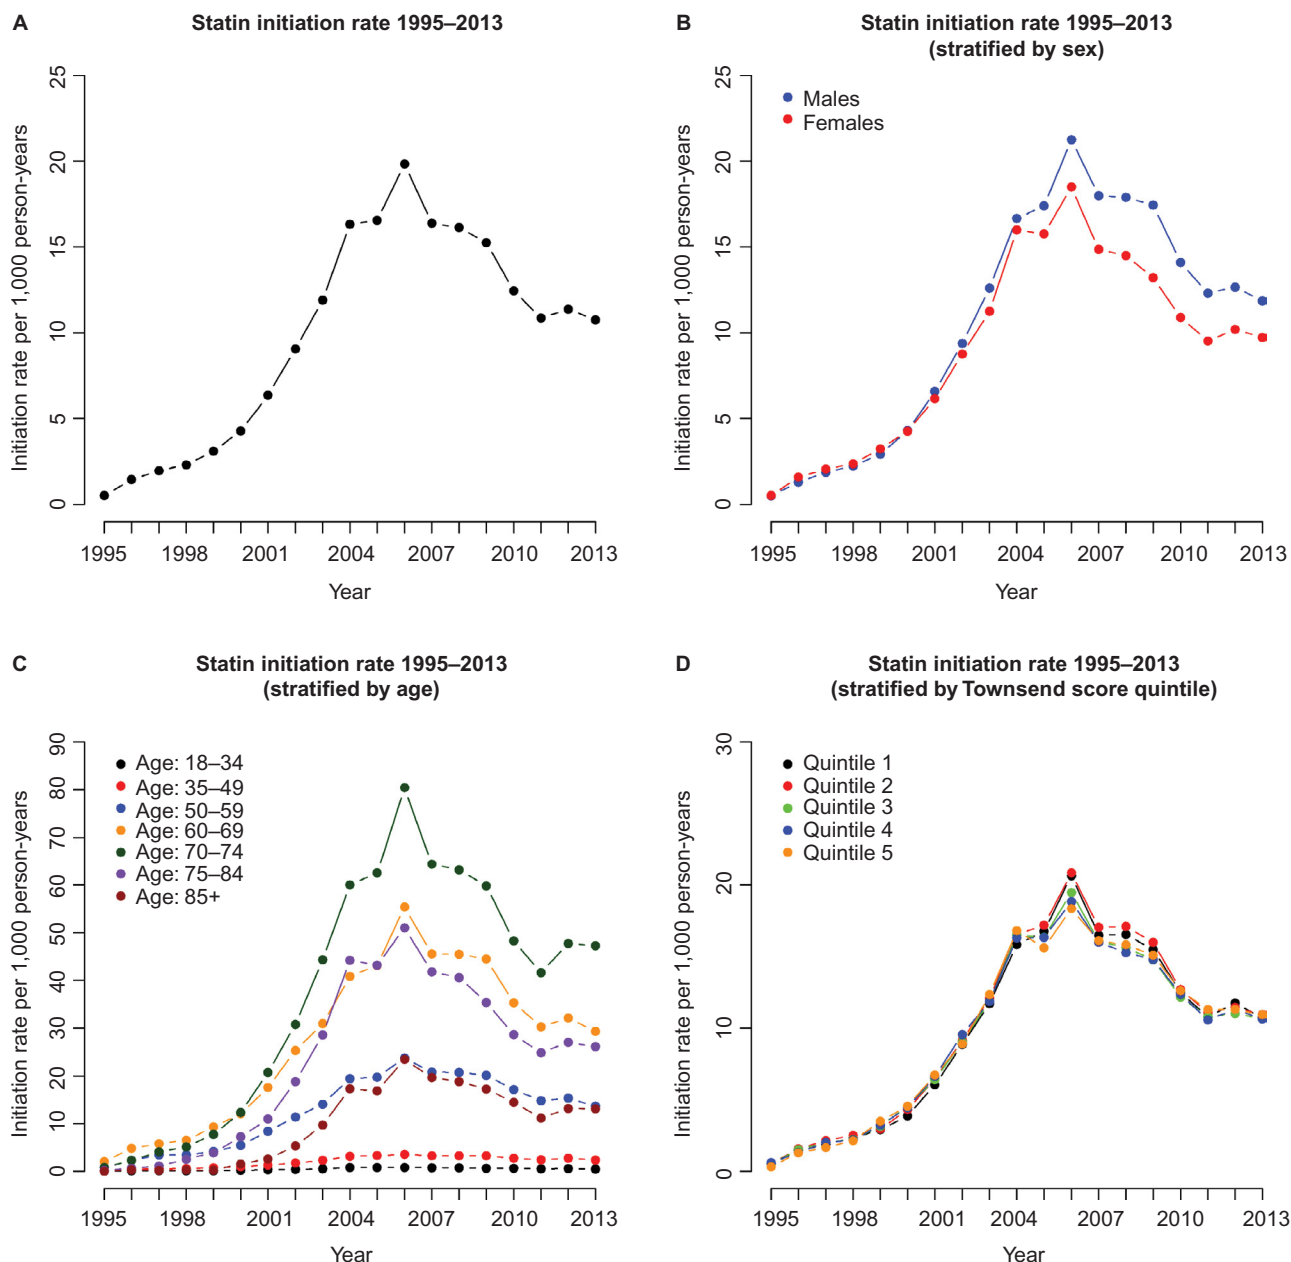 A
Statin initiation rate 1995–2013
Initiation rate per 1,000 person-years
25
20
15
10
5
0
1995 1998 2001 2004 2007 2010 2013
Year
B
Statin initiation rate 1995–2013
(stratified by sex)
Initiation rate per 1,000 person-years
25
20
15
10
5
0
Males
Females
1995 1998 2001 2004 2007 2010 2013
Year
C
Statin initiation rate 1995–2013
(stratified by age)
Initiation rate per 1,000 person-years
90
80
70
60
50
40
30
20
10
0
Age: 18–34
Age: 35–49
Age: 50–59
Age: 60–69
Age: 70–74
Age: 75–84
Age: 85+
1995 1998 2001 2004 2007 2010 2013
Year
D
Statin initiation rate 1995–2013
(stratified by Townsend score quintile)
Initiation rate per 1,000 person-years
30
20
10
0
Quintile 1
Quintile 2
Quintile 3
Quintile 4
Quintile 5
1995 1998 2001 2004 2007 2010 2013
Year